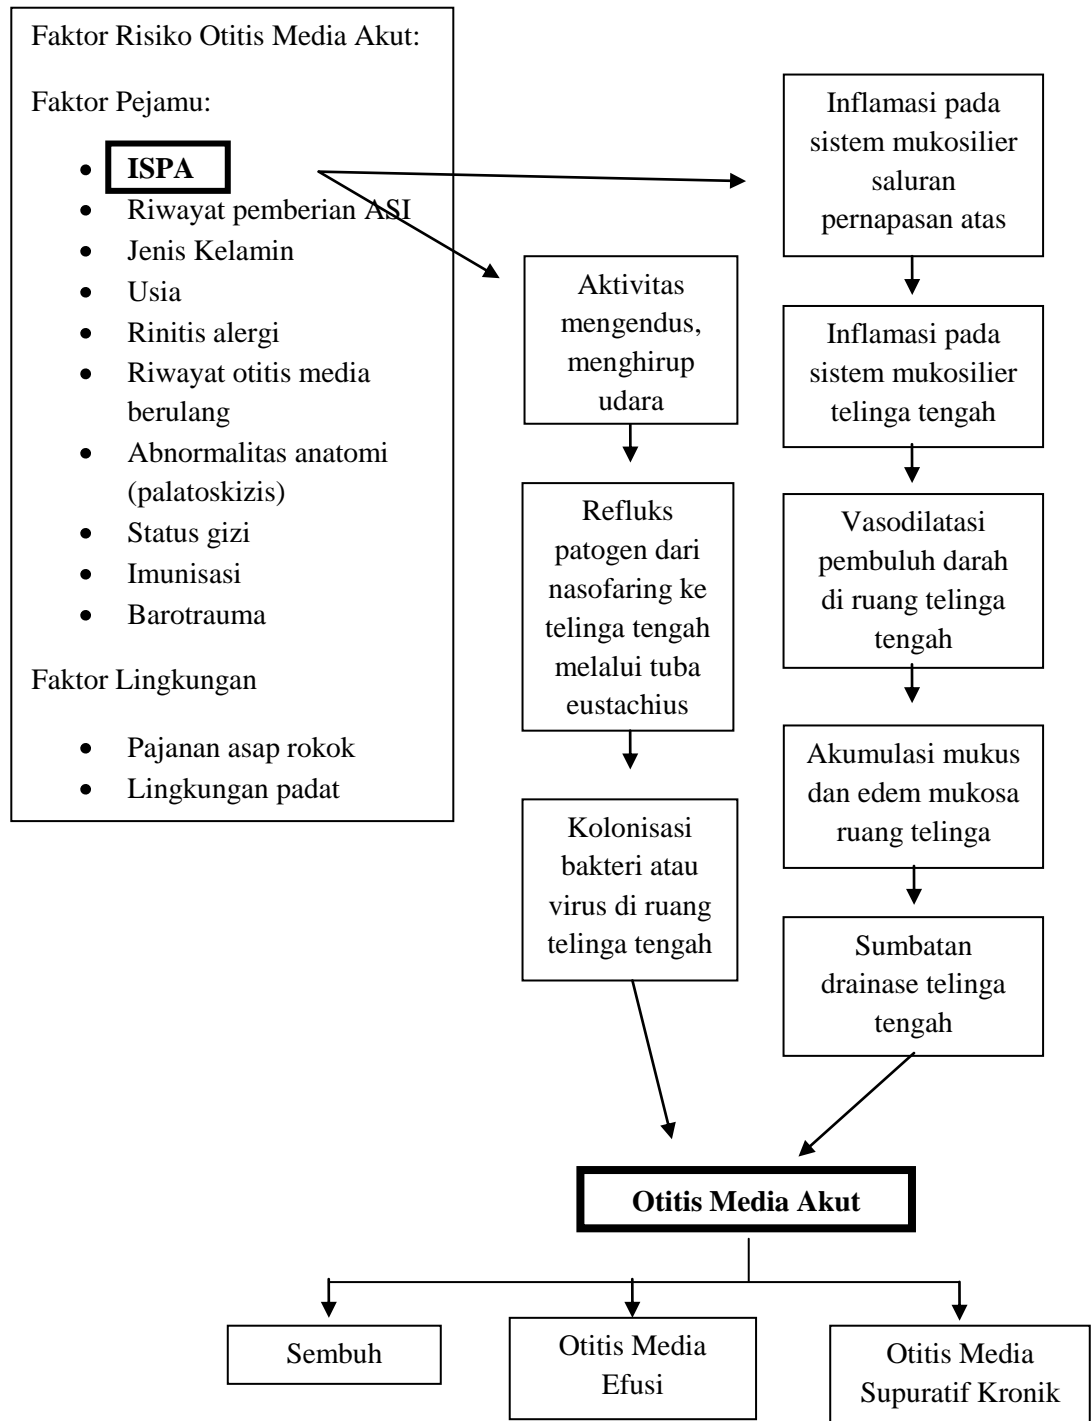 Faktor Risiko Otitis Media Akut:
Faktor Pejamu:
• ISPA
• Riwayat pemberian ASI
• Jenis Kelamin
• Usia
• Rinitis alergi
• Riwayat otitis media
berulang
• Abnormalitas anatomi
(palatoskizis)
• Status gizi
• Imunisasi
• Barotrauma
Faktor Lingkungan
• Pajanan asap rokok
• Lingkungan padat
Aktivitas
mengendus,
menghirup
udara
Refluks
patogen dari
nasofaring ke
telinga tengah
melalui tuba
eustachius
Kolonisasi
bakteri atau
virus di ruang
telinga tengah
Inflamasi pada
sistem mukosilier
saluran
pernapasan atas
Inflamasi pada
sistem mukosilier
telinga tengah
Vasodilatasi
pembuluh darah
di ruang telinga
tengah
Akumulasi mukus
dan edem mukosa
ruang telinga
Sumbatan
drainase telinga
tengah
Otitis Media Akut
Sembuh
Otitis Media
Efusi
Otitis Media
Supuratif Kronik